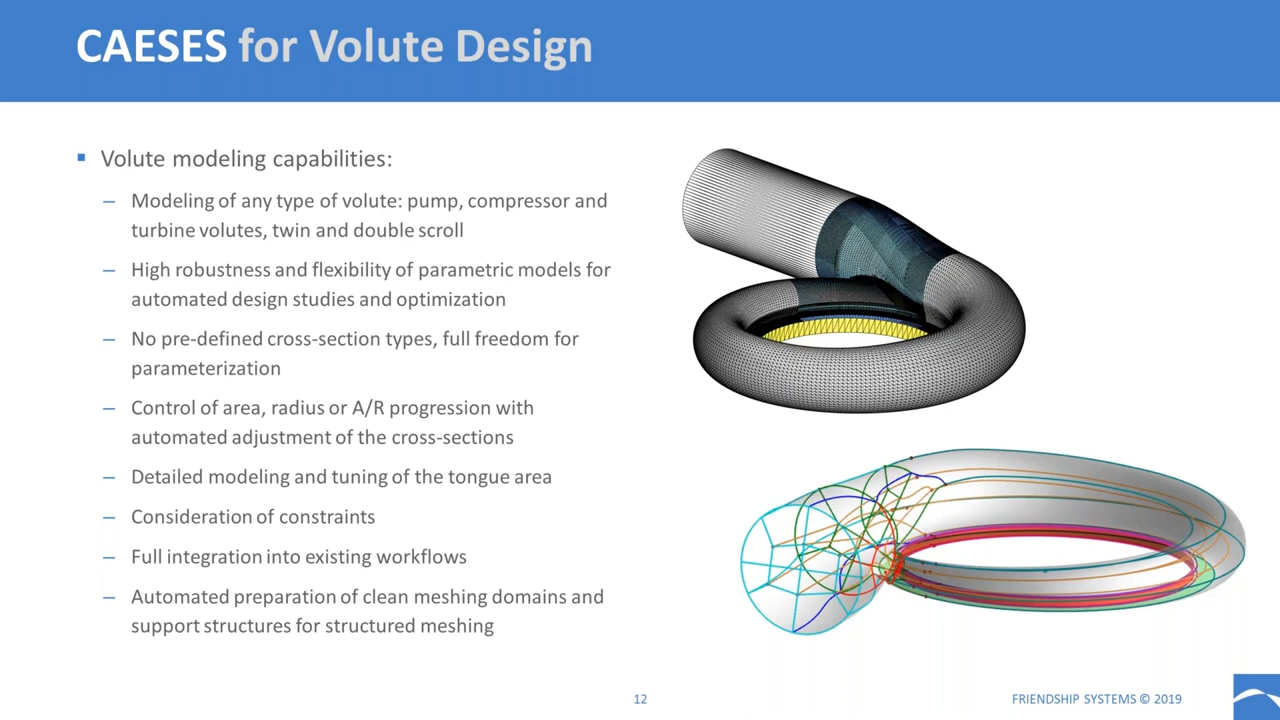 CAESES for Volute Design
▪ Volute modeling capabilities:
– Modeling of any type of volute: pump, compressor and
turbine volutes, twin and double scroll
– High robustness and flexibility of parametric models for
automated design studies and optimization
– No pre-defined cross-section types, full freedom for
parameterization
– Control of area, radius or A/R progression with
automated adjustment of the cross-sections
– Detailed modeling and tuning of the tongue area
– Consideration of constraints
– Full integration into existing workflows
– Automated preparation of clean meshing domains and
support structures for structured meshing
12
FRIENDSHIP SYSTEMS © 2019